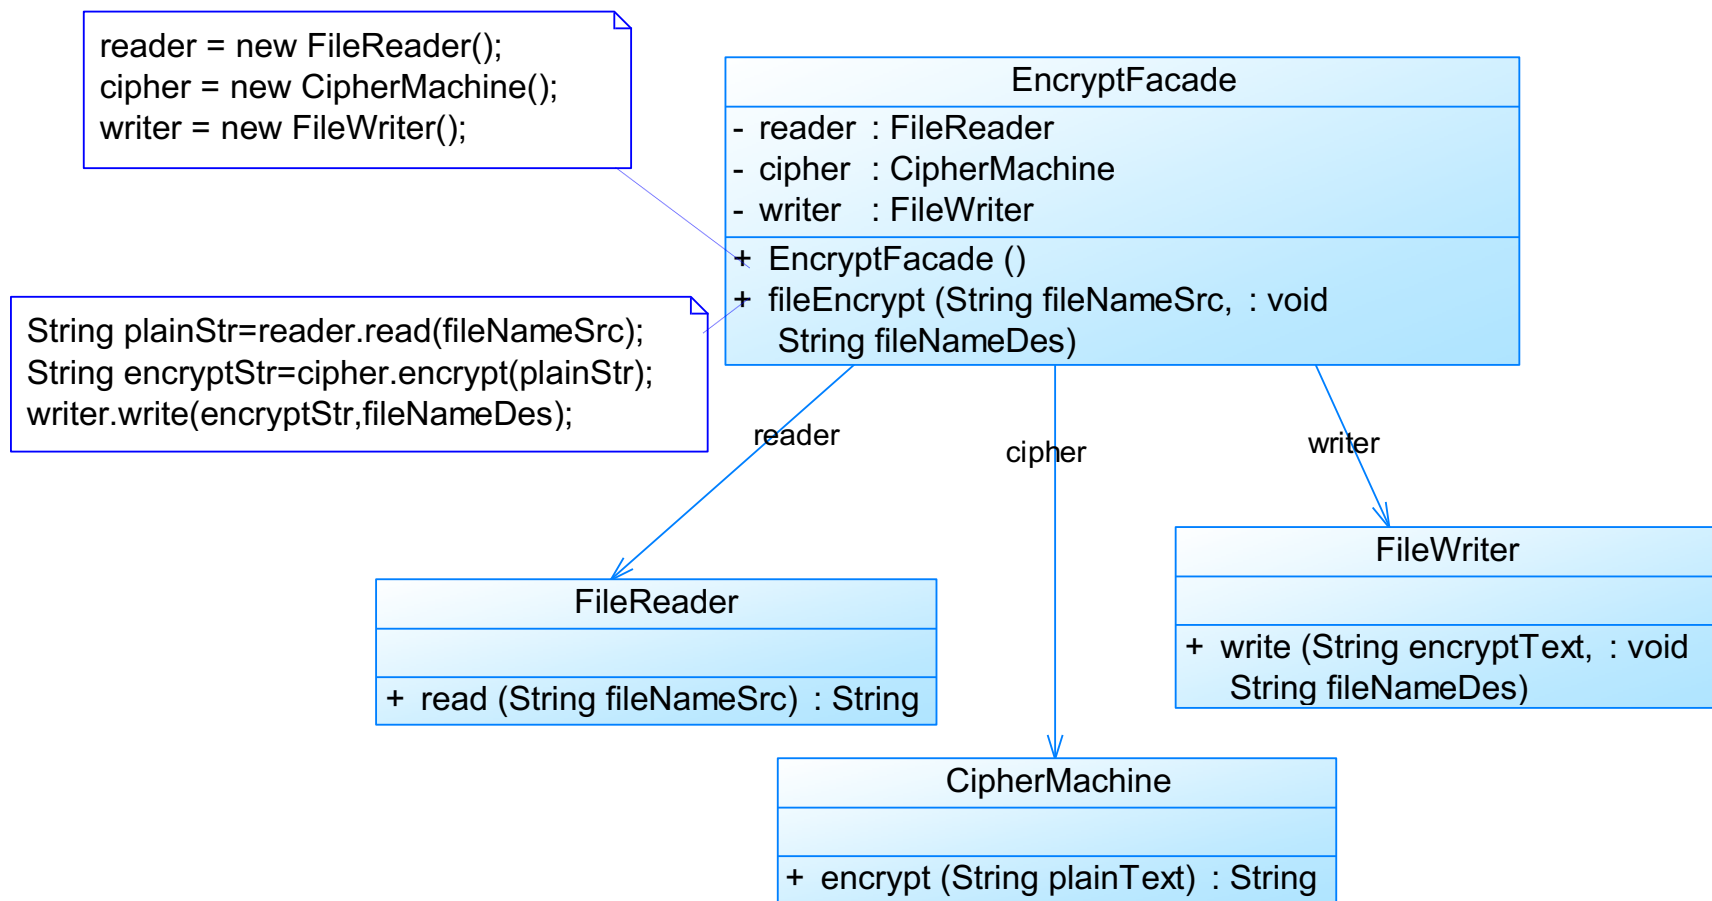 reader = new FileReader();
cipher = new CipherMachine();
writer = new FileWriter();
EncryptFacade
- reader : FileReader
- cipher : CipherMachine
- writer : FileWriter
+ EncryptFacade ()
+ fileEncrypt (String fileNameSrc, : void
String fileNameDes)
String plainStr=reader.read(fileNameSrc);
String encryptStr=cipher.encrypt(plainStr);
writer.write(encryptStr,fileNameDes);
reader
cipher
writer
FileReader
+ read (String fileNameSrc) : String
FileWriter
+ write (String encryptText, : void
String fileNameDes)
CipherMachine
+ encrypt (String plainText) : String